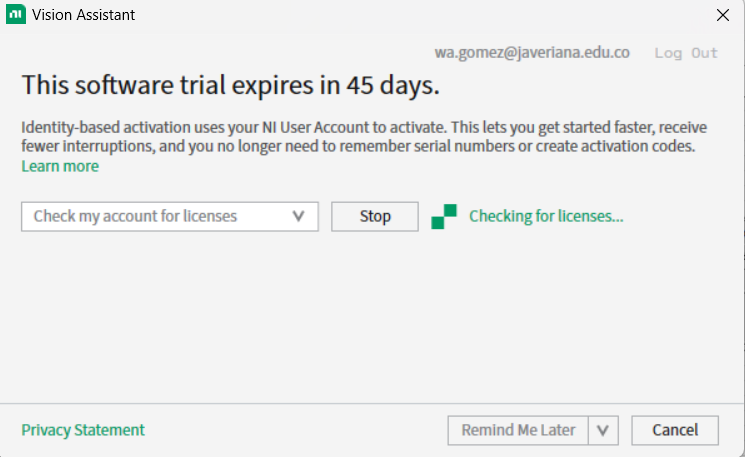 ni Vision Assistant
wa.gomez@javeriana.edu.co Log Out
This software trial expires in 45 days.
Identity-based activation uses your NI User Account to activate. This lets you get started faster, receive
fewer interruptions, and you no longer need to remember serial numbers or create activation codes.
Learn more
Check my account for licenses
Stop
Checking for licenses...
Privacy Statement
Remind Me Later
Cancel